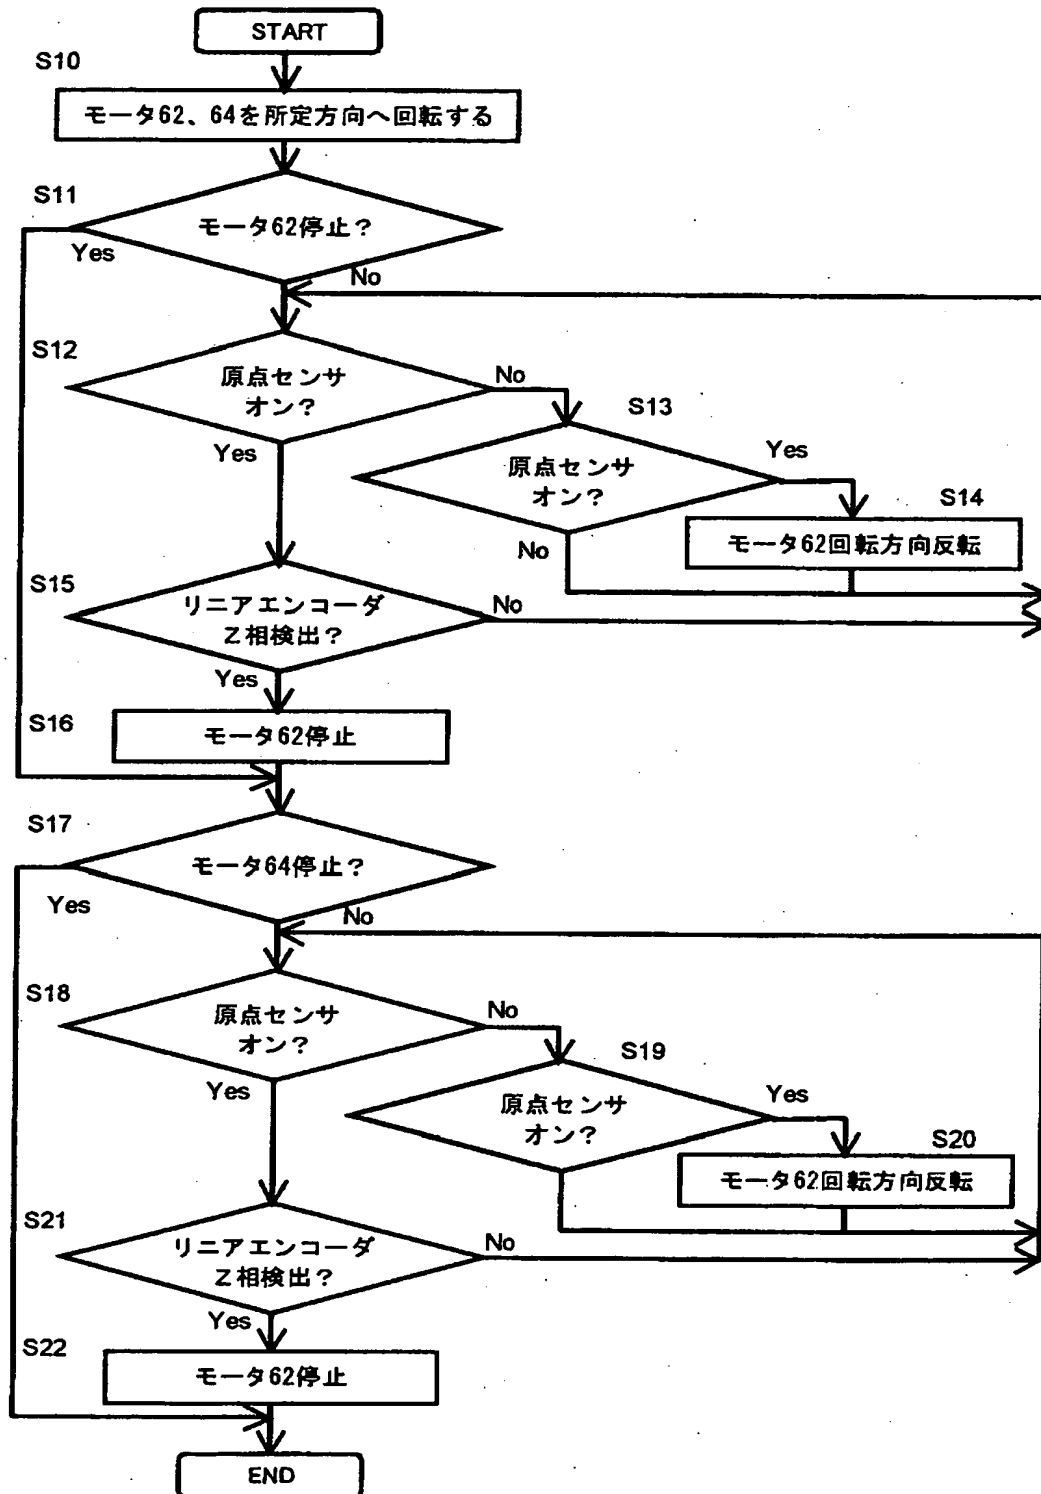 START
S10
モータ62、64を所定方向へ回転する
S11
モータ62停止？
Yes
No
S12
原点センサ
オン？
No
S13
Yes
原点センサ
オン？
Yes
S14
No
モータ62回転方向反転
S15
リニアエンコーダ
Z相検出？
No
Yes
S16
モータ62停止
S17
モータ64停止？
Yes
No
S18
原点センサ
オン？
No
S19
Yes
原点センサ
オン？
Yes
S20
モータ62回転方向反転
S21
リニアエンコーダ
Z相検出？
No
Yes
S22
モータ62停止
END